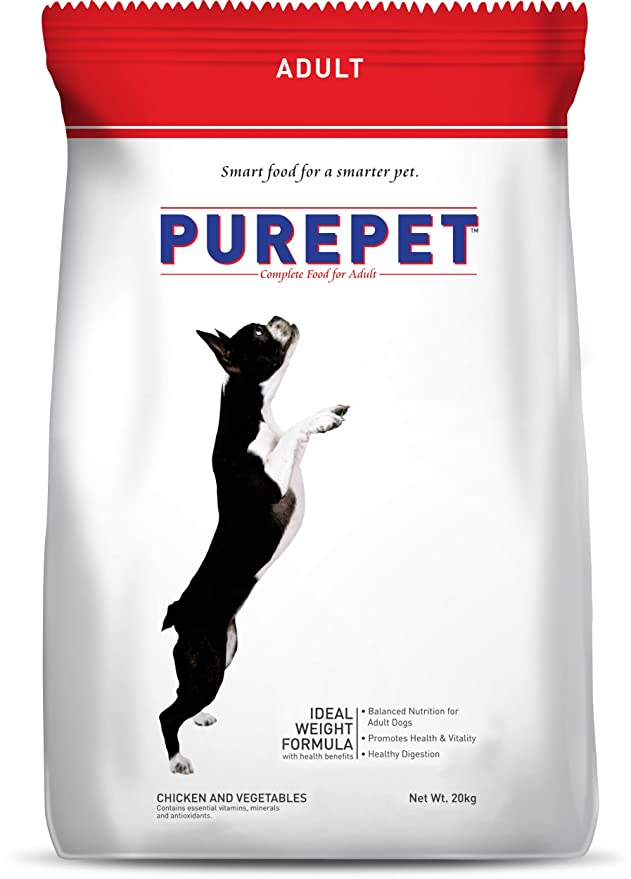 ADULT
Smart food for a smarter pet.
PUREPET™
Complete Food for Adult
IDEAL
WEIGHT
FORMULA
with health benefits
• Balanced Nutrition for
Adult Dogs
• Promotes Health & Vitality
• Healthy Digestion
CHICKEN AND VEGETABLES
Contains essential vitamins, minerals
and antioxidants.
Net Wt. 20kg